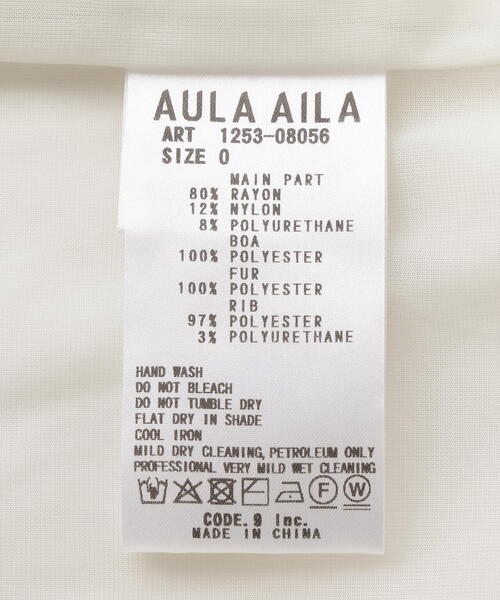 AULA AILA
ART 1253-08056
SIZE 0
MAIN PART
80% RAYON
12% NYLON
8% POLYURETHANE
BOA
100% POLYESTER
FUR
100% POLYESTER
RIB
97% POLYESTER
3% POLYURETHANE
HAND WASH
DO NOT BLEACH
DO NOT TUMBLE DRY
FLAT DRY IN SHADE
COOL IRON
MILD DRY CLEANING, PETROLEUM ONLY
PROFESSIONAL VERY MILD WET CLEANING
F W
CODE. 9 Inc.
MADE IN CHINA